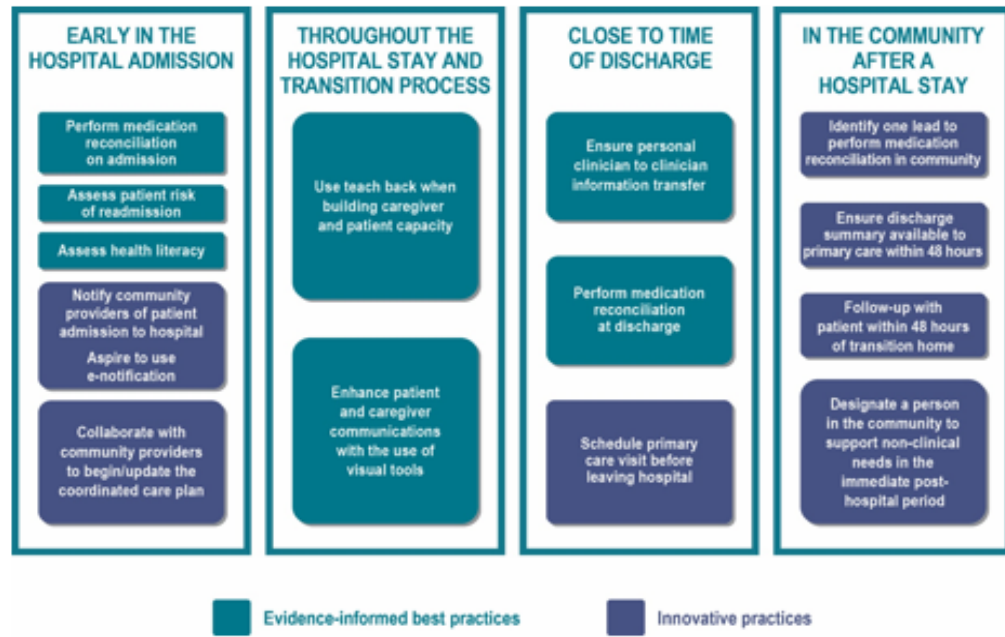 EARLY IN THE
HOSPITAL ADMISSION
Perform medication
reconciliation
on admission
Assess patient risk
of readmission
Assess health literacy
Notify community
providers of patient
admission to hospital
Aspire to use
e-notification
Collaborate with
community providers
to begin/update the
coordinated care plan
THROUGHOUT THE
HOSPITAL STAY AND
TRANSITION PROCESS
Use teach back when
building caregiver
and patient capacity
Enhance patient
and caregiver
communications
with the use of
visual tools
CLOSE TO TIME
OF DISCHARGE
Ensure personal
clinician to clinician
information transfer
Perform medication
reconciliation
at discharge
Schedule primary
care visit before
leaving hospital
IN THE COMMUNITY
AFTER A
HOSPITAL STAY
Identify one lead to
perform medication
reconciliation in community
Ensure discharge
summary available to
primary care within 48 hours
Follow-up with
patient within 48 hours
of transition home
Designate a person
in the community to
support non-clinical
needs in the
immediate post-
hospital period
Evidence-informed best practices
Innovative practices